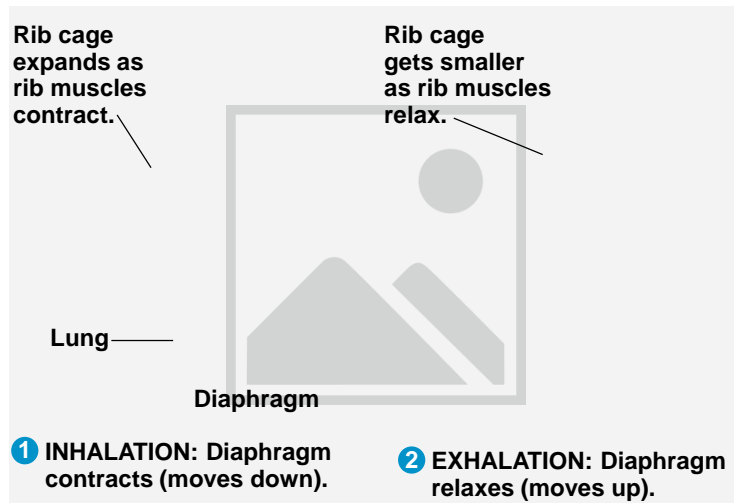 Rib cage
expands as
rib muscles
contract.
Rib cage
gets smaller
as rib muscles
relax.
Lung
Diaphragm
1 INHALATION: Diaphragm
contracts (moves down).
2 EXHALATION: Diaphragm
relaxes (moves up).